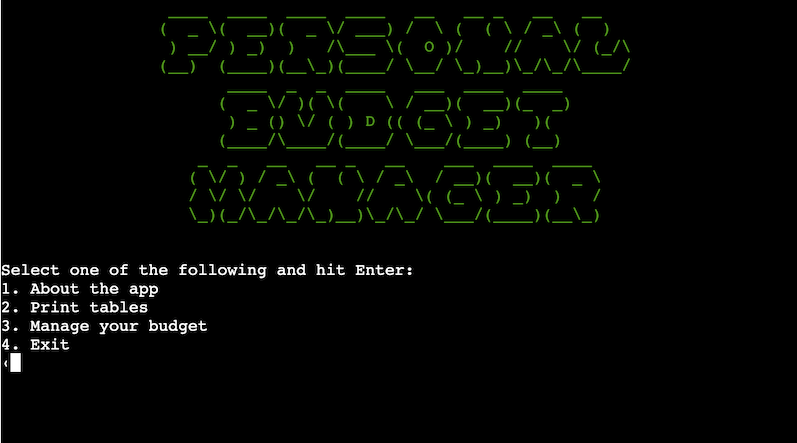 PERSONAL
BUDGET
MANAGER
Select one of the following and hit Enter:
1. About the app
2. Print tables
3. Manage your budget
4. Exit